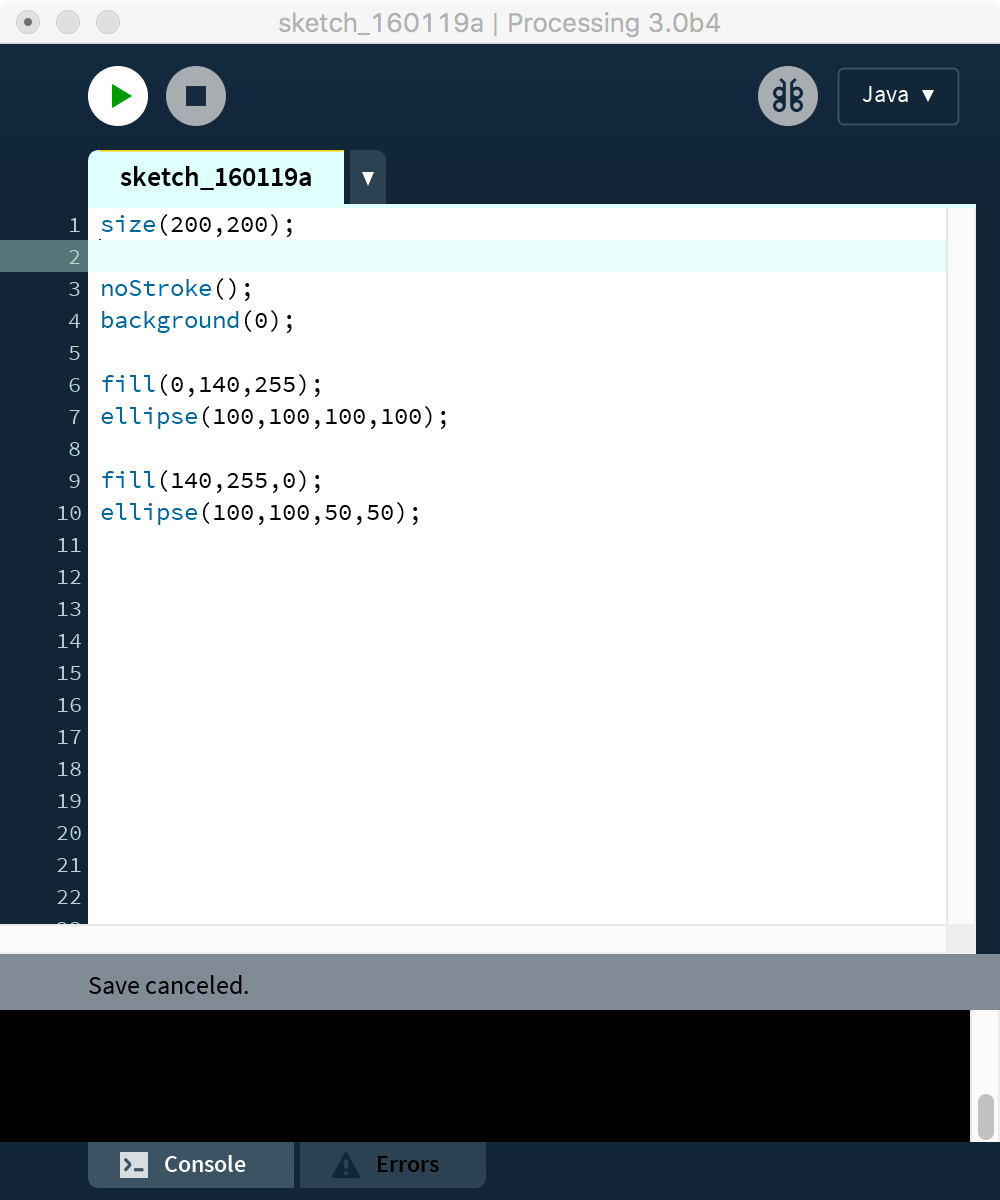 sketch_160119a | Processing 3.0b4
Java ▼
sketch_160119a ▼
1 size(200,200);
2
3 noStroke();
4 background(0);
5
6 fill(0,140,255);
7 ellipse(100,100,100,100);
8
9 fill(140,255,0);
10 ellipse(100,100,50,50);
11
12
13
14
15
16
17
18
19
20
21
22
Save canceled.
Console Errors